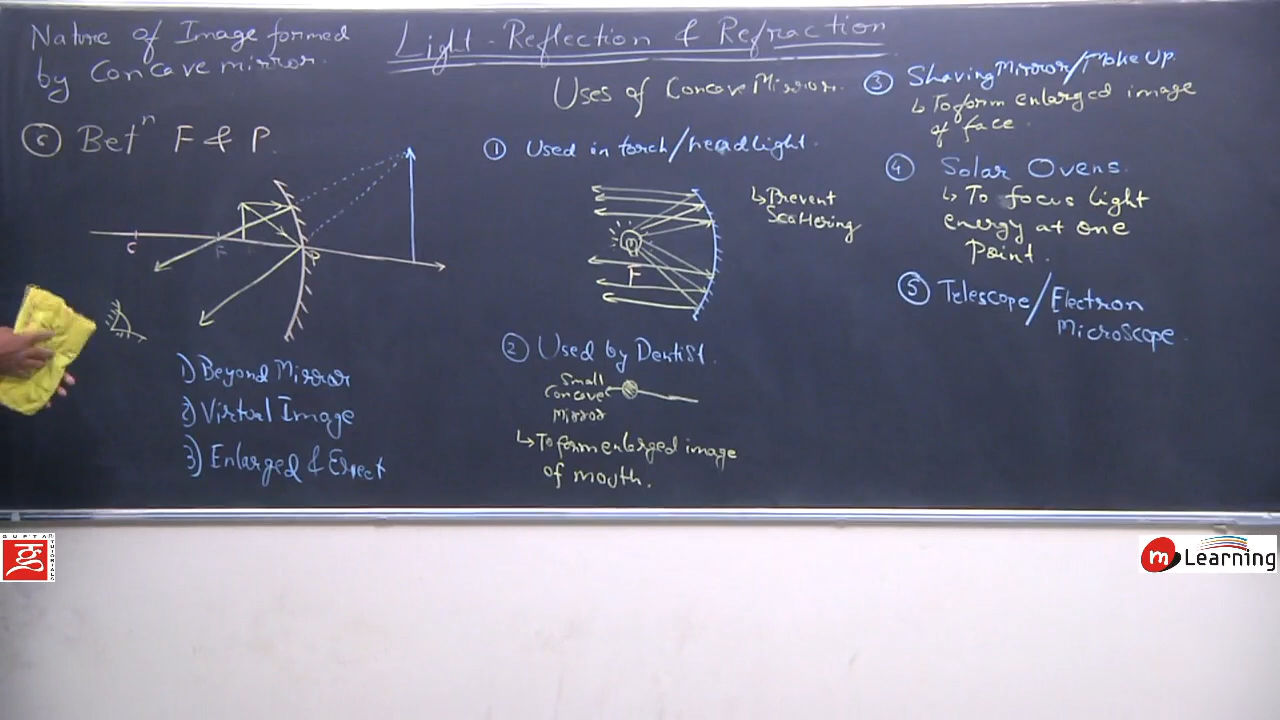 Nature of Image formed
by Concave mirror.
Light - Reflection & Refraction
Uses of Concave Mirror.
6 Betⁿ F & P.
C
F
P
1) Beyond Mirror
2) Virtual Image
3) Enlarged & Erect
1 Used in torch/headlight.
F
↳ Prevent
Scattering
2 Used by Dentist.
Small
Concave
Mirror
↳ To form enlarged image
of mouth.
3 Shaving Mirror/Make Up.
↳ To form enlarged image
of face.
4 Solar Ovens.
↳ To focus light
energy at one
Point.
5 Telescope/Electron
Microscope.
GUPTA
TUTORIALS
m Learning